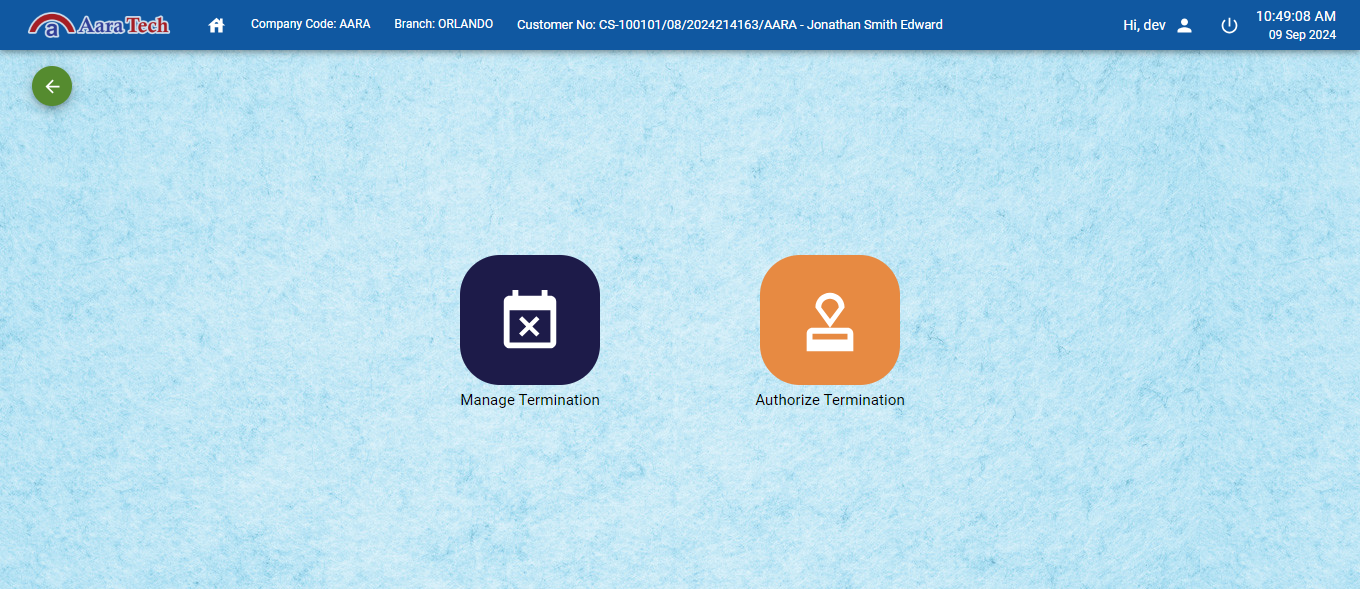 a AaraTech
Company Code: AARA
Branch: ORLANDO
Customer No: CS-100101/08/2024214163/AARA - Jonathan Smith Edward
Hi, dev
10:49:08 AM
09 Sep 2024
Manage Termination
Authorize Termination